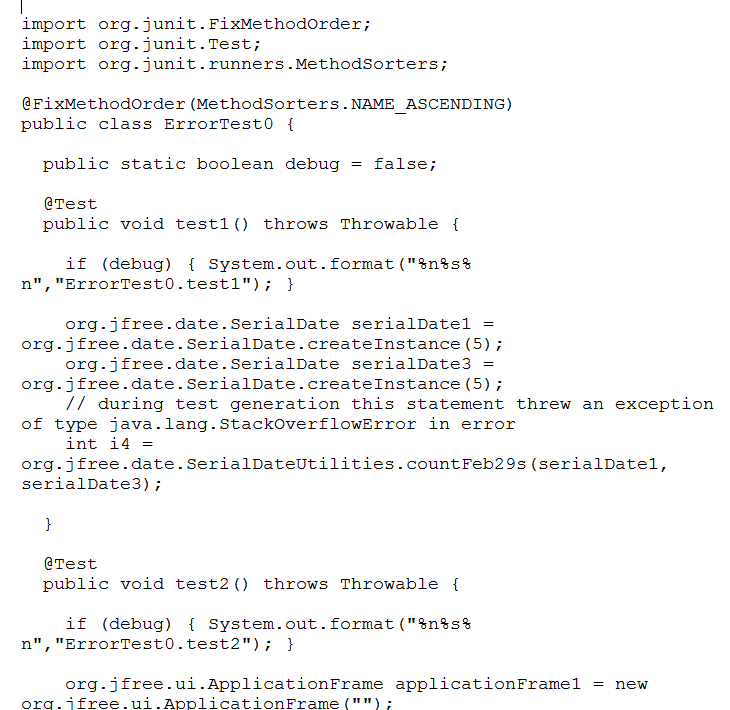 import org.junit.FixMethodOrder;
import org.junit.Test;
import org.junit.runners.MethodSorters;
@FixMethodOrder(MethodSorters.NAME_ASCENDING)
public class ErrorTest0 {
public static boolean debug = false;
@Test
public void test1() throws Throwable {
if (debug) { System.out.format("%n%s%
n","ErrorTest0.test1"); }
org.jfree.date.SerialDate serialDate1 =
org.jfree.date.SerialDate.createInstance(5);
org.jfree.date.SerialDate serialDate3 =
org.jfree.date.SerialDate.createInstance(5);
// during test generation this statement threw an exception
of type java.lang.StackOverflowError in error
int i4 =
org.jfree.date.SerialDateUtilities.countFeb29s(serialDate1,
serialDate3);
}
@Test
public void test2() throws Throwable {
if (debug) { System.out.format("%n%s%
n","ErrorTest0.test2"); }
org.jfree.ui.ApplicationFrame applicationFrame1 = new
org.jfree.ui.ApplicationFrame("");